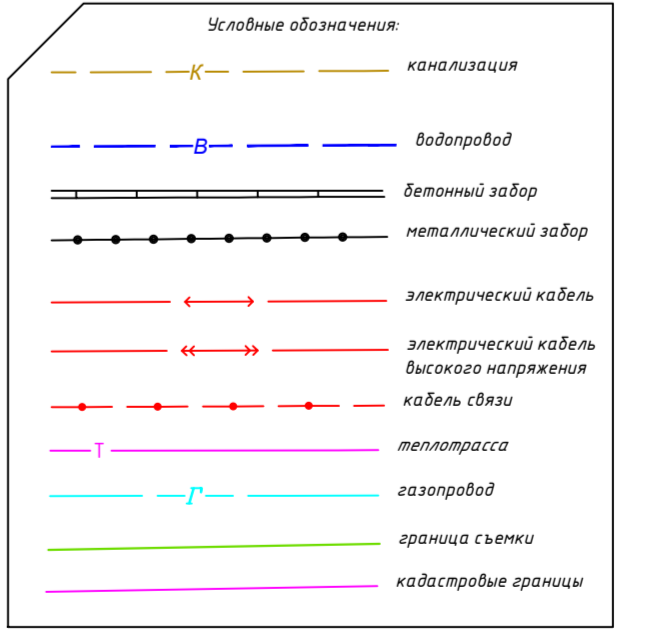 Условные обозначения:
К канализация
В водопровод
бетонный забор
металлический забор
электрический кабель
электрический кабель
высокого напряжения
кабель связи
Т теплотрасса
Г газопровод
граница съемки
кадастровые границы